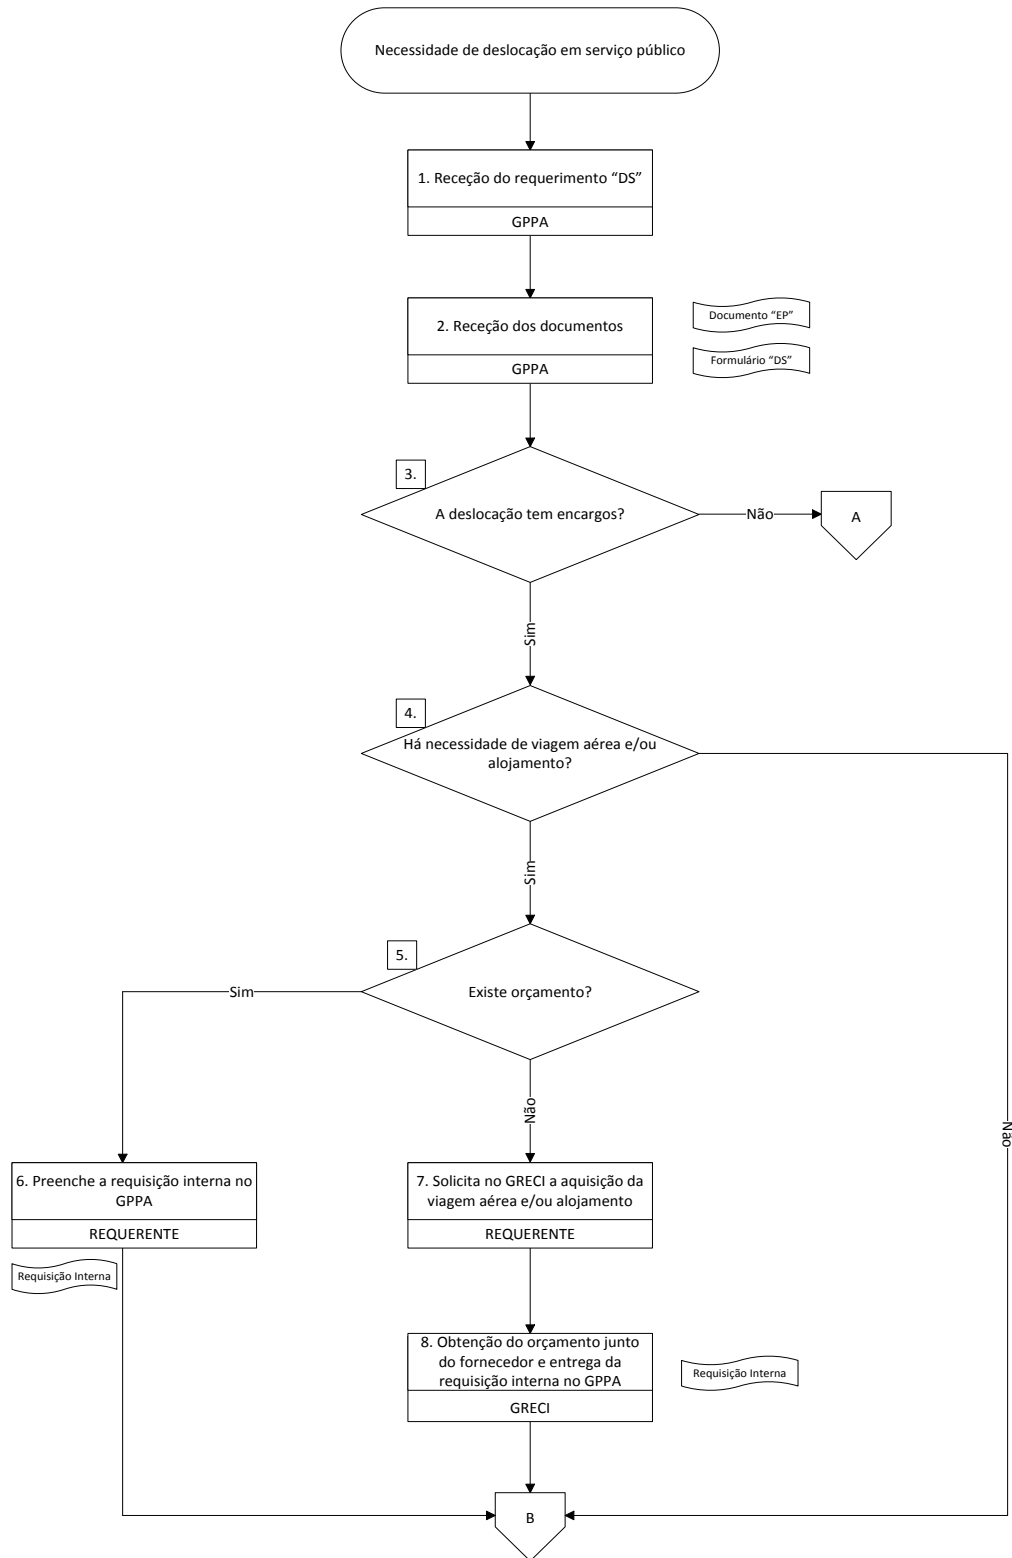 Necessidade de deslocação em serviço público
1. Receção do requerimento “DS”
GPPA
2. Receção dos documentos
GPPA
Documento “EP”
Formulário “DS”
3.
A deslocação tem encargos?
Não
A
Sim
4.
Há necessidade de viagem aérea e/ou
alojamento?
Sim
5.
Existe orçamento?
Sim
Não
Não
6. Preenche a requisição interna no
GPPA
REQUERENTE
Requisição Interna
7. Solicita no GRECI a aquisição da
viagem aérea e/ou alojamento
REQUERENTE
8. Obtenção do orçamento junto
do fornecedor e entrega da
requisição interna no GPPA
GRECI
Requisição Interna
B